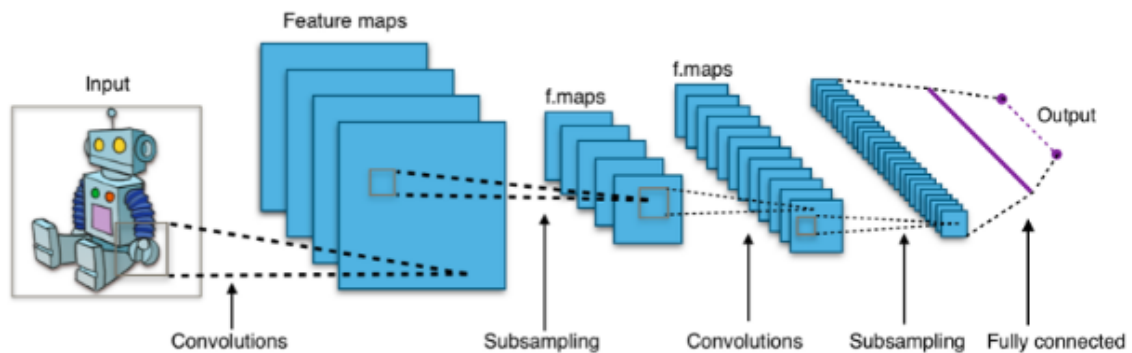 Feature maps
Input
f.maps
f.maps
Output
Convolutions
Subsampling
Convolutions
Subsampling
Fully connected